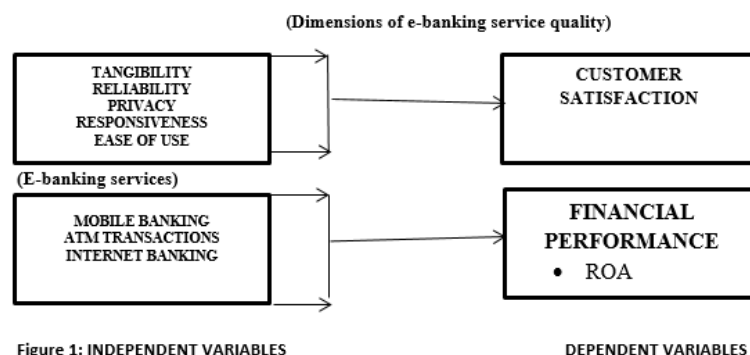 (Dimensions of e-banking service quality)
TANGIBILITY
RELIABILITY
PRIVACY
RESPONSIVENESS
EASE OF USE
CUSTOMER
SATISFACTION
(E-banking services)
MOBILE BANKING
ATM TRANSACTIONS
INTERNET BANKING
FINANCIAL
PERFORMANCE
• ROA
Figure 1: INDEPENDENT VARIABLES
DEPENDENT VARIABLES